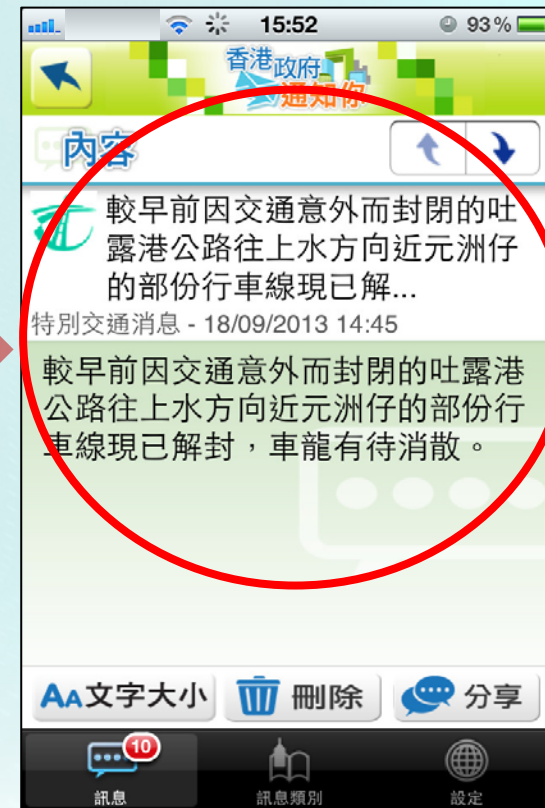 15:52
93%
香港政府
通知你
內容
較早前因交通意外而封閉的吐
露港公路往上水方向近元洲仔
的部份行車線現已解...
特別交通消息 - 18/09/2013 14:45
較早前因交通意外而封閉的吐露港
公路往上水方向近元洲仔的部份行
車線現已解封，車龍有待消散。
AA文字大小
刪除
分享
10
訊息
訊息類別
設定